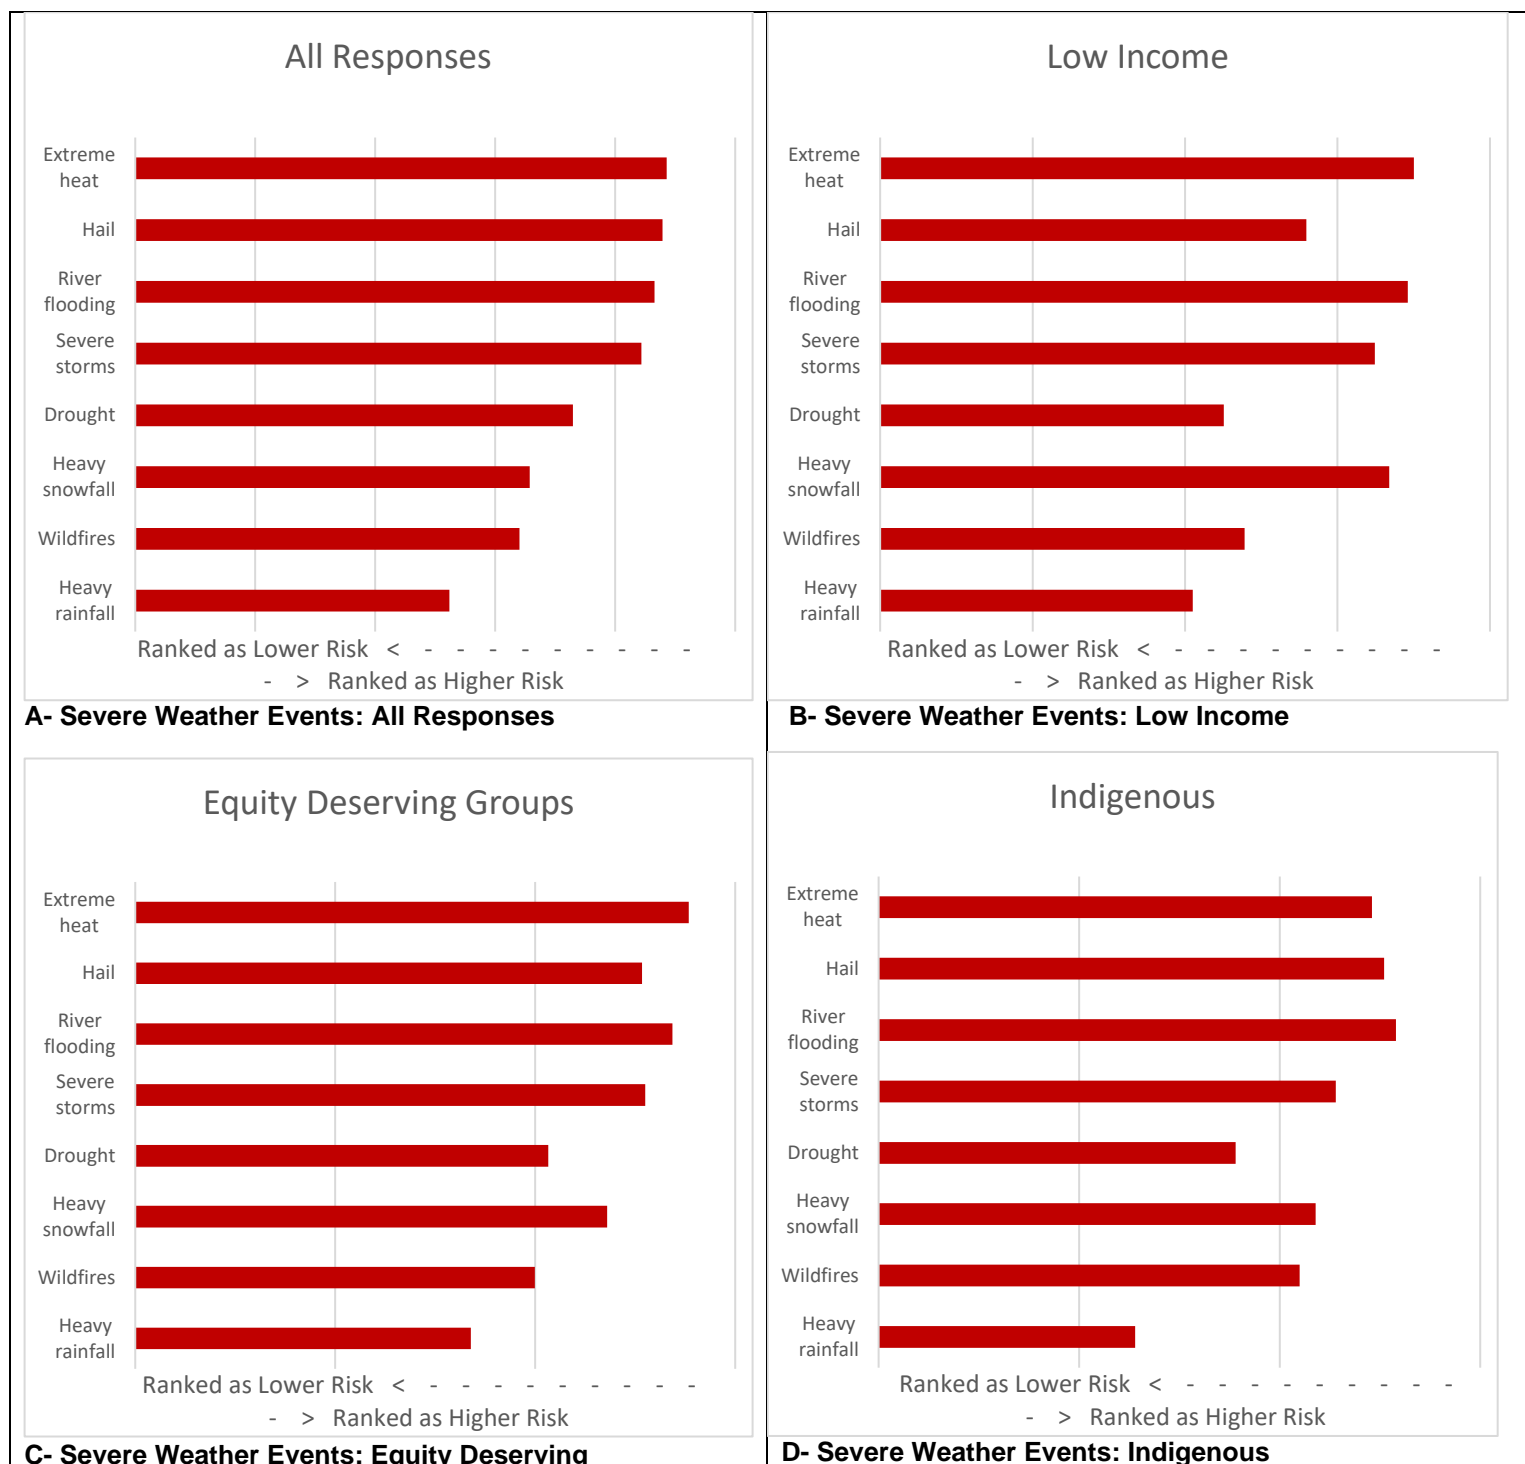 All Responses
Extreme
heat
Hail
River
flooding
Severe
storms
Drought
Heavy
snowfall
Wildfires
Heavy
rainfall
Ranked as Lower Risk < - - - - - - - - -
- > Ranked as Higher Risk
A- Severe Weather Events: All Responses
Low Income
Extreme
heat
Hail
River
flooding
Severe
storms
Drought
Heavy
snowfall
Wildfires
Heavy
rainfall
Ranked as Lower Risk < - - - - - - - - -
- > Ranked as Higher Risk
B- Severe Weather Events: Low Income
Equity Deserving Groups
Extreme
heat
Hail
River
flooding
Severe
storms
Drought
Heavy
snowfall
Wildfires
Heavy
rainfall
Ranked as Lower Risk < - - - - - - - - -
- > Ranked as Higher Risk
C- Severe Weather Events: Equity Deserving
Indigenous
Extreme
heat
Hail
River
flooding
Severe
storms
Drought
Heavy
snowfall
Wildfires
Heavy
rainfall
Ranked as Lower Risk < - - - - - - - - -
- > Ranked as Higher Risk
D- Severe Weather Events: Indigenous